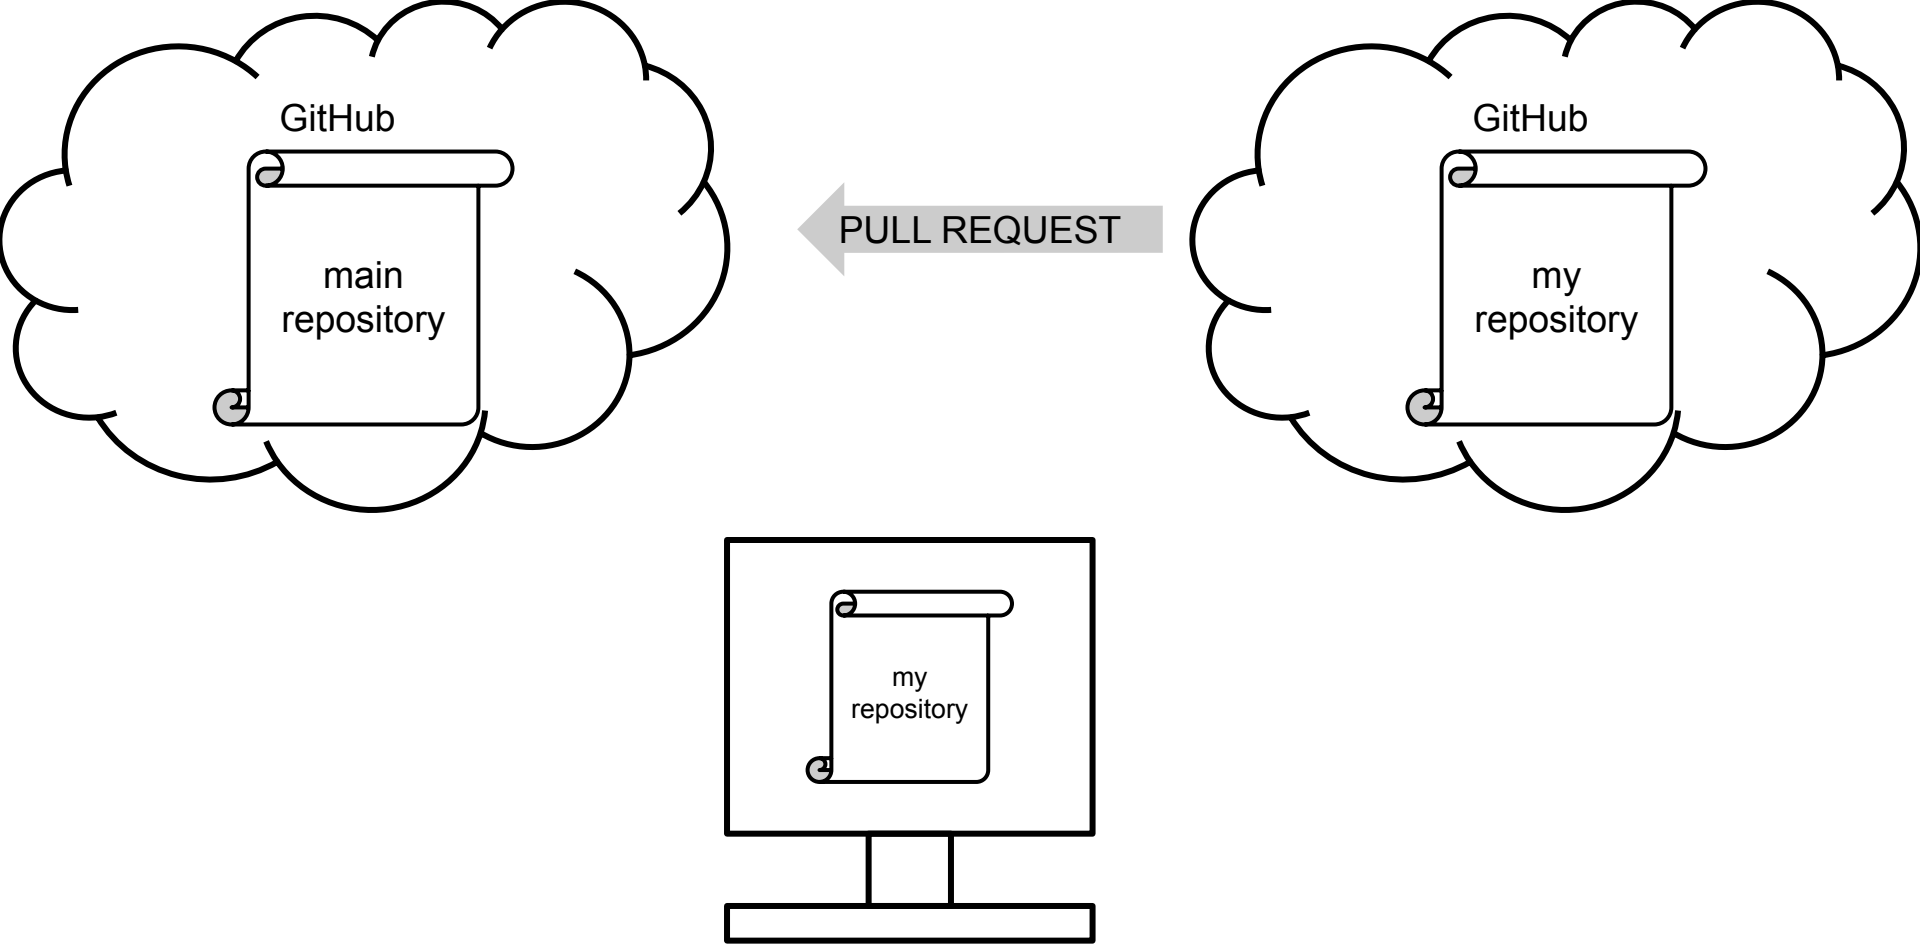 GitHub
main
repository
PULL REQUEST
GitHub
my
repository
my
repository